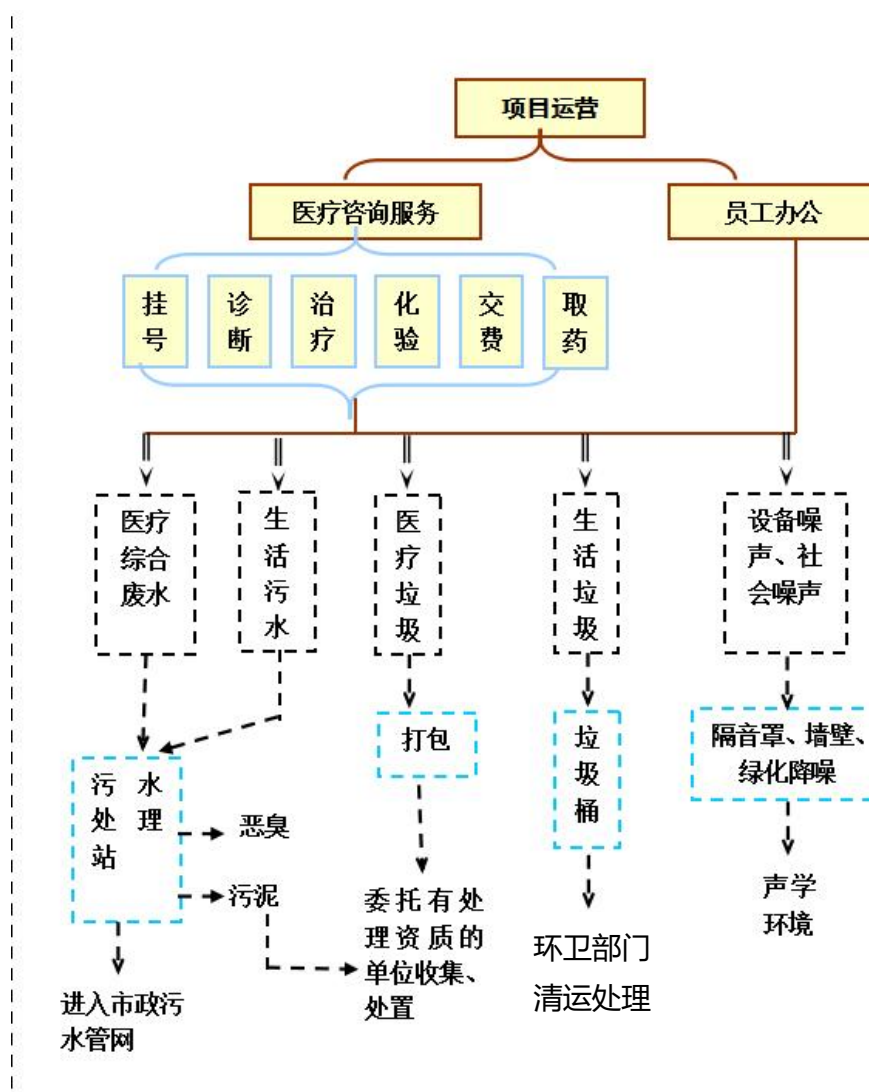 项目运营
医疗咨询服务
员工办公
挂
号
诊
断
治
疗
化
验
交
费
取
药
医疗
综合
废水
生
活
污
水
医
疗
垃
圾
生
活
垃
圾
设备噪
声、社
会噪声
污 水
处 理
站
打包
垃
圾
桶
隔音罩、墙壁、
绿化降噪
恶臭
污泥
进入市政污
水管网
委托有处
理资质的
单位收集、
处置
环卫部门
清运处理
声学
环境